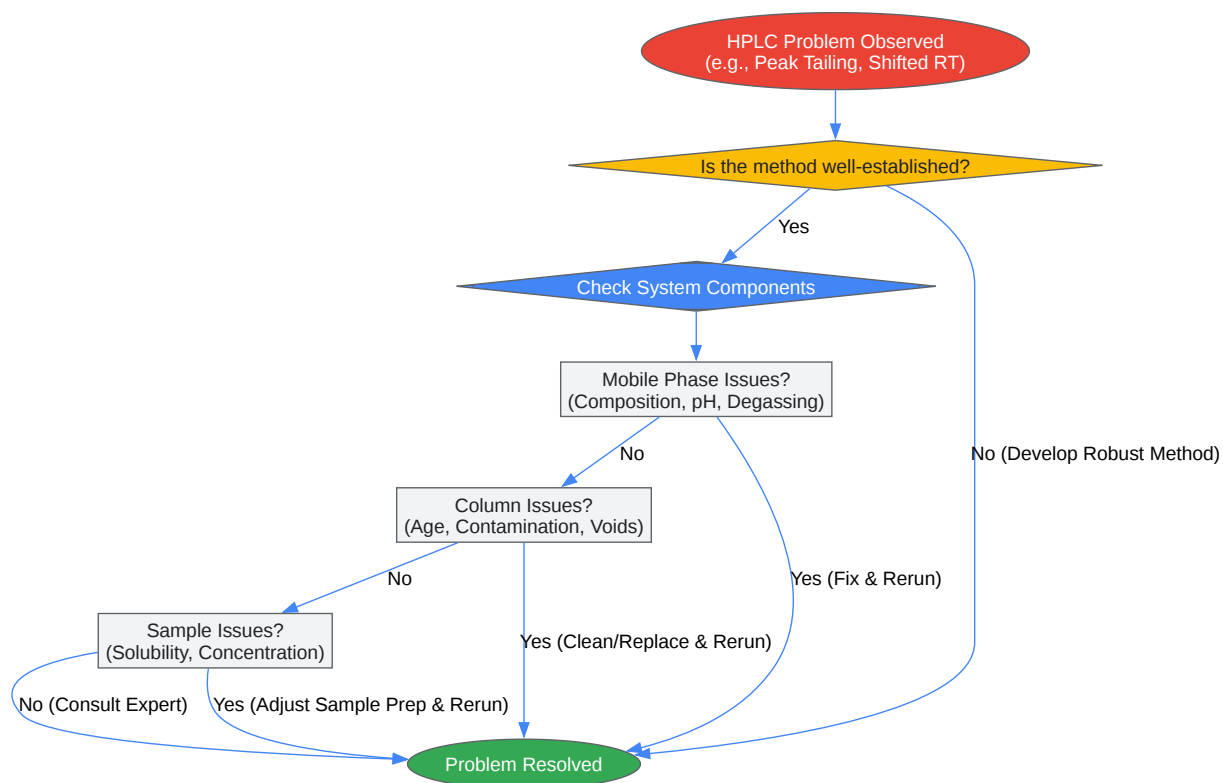 HPLC Problem Observed
(e.g., Peak Tailing, Shifted RT)
Is the method well-established?
Yes
Check System Components
Mobile Phase Issues?
(Composition, pH, Degassing)
No
No (Develop Robust Method)
Column Issues?
(Age, Contamination, Voids)
No
Yes (Fix & Rerun)
Sample Issues?
(Solubility, Concentration)
Yes (Clean/Replace & Rerun)
No (Consult Expert)
Yes (Adjust Sample Prep & Rerun)
Problem Resolved